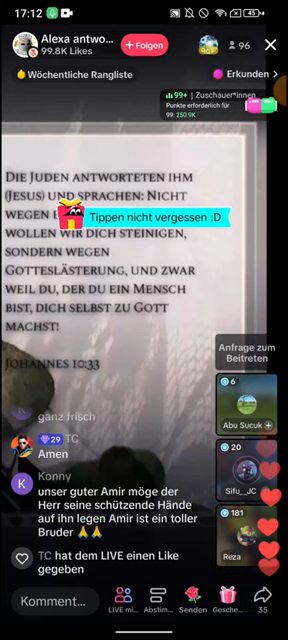 17:12
45
Alexa antwo...
99.8K Likes
+ Folgen
96
Wöchentliche Rangliste
Erkunden >
99+ | Zuschauer*innen
Punkte erforderlich für
99: 250.9K
DIE JUDEN ANTWORTETEN IHM
(JESUS) UND SPRACHEN: NICHT
WEGEN
Tippen nicht vergessen :D
WOLLEN WIR DICH STEINIGEN,
SONDERN WEGEN
GOTTESLÄSTERUNG, UND ZWAR
WEIL DU, DER DU EIN MENSCH
BIST, DICH SELBST ZU GOTT
MACHST!
JOHANNES 10:33
Anfrage zum
Beitreten
6
Abu Sucuk +
20
Sifu_JC
181
Reza
ganz frisch
29 TC
Amen
K
Konny
unser guter Amir möge der
Herr seine schützende Hände
auf ihn legen Amir ist ein toller
Bruder 🙏🙏
TC hat dem LIVE einen Like
gegeben
Komment...
LIVE mi...
Abstim...
Senden
Gesche...
35